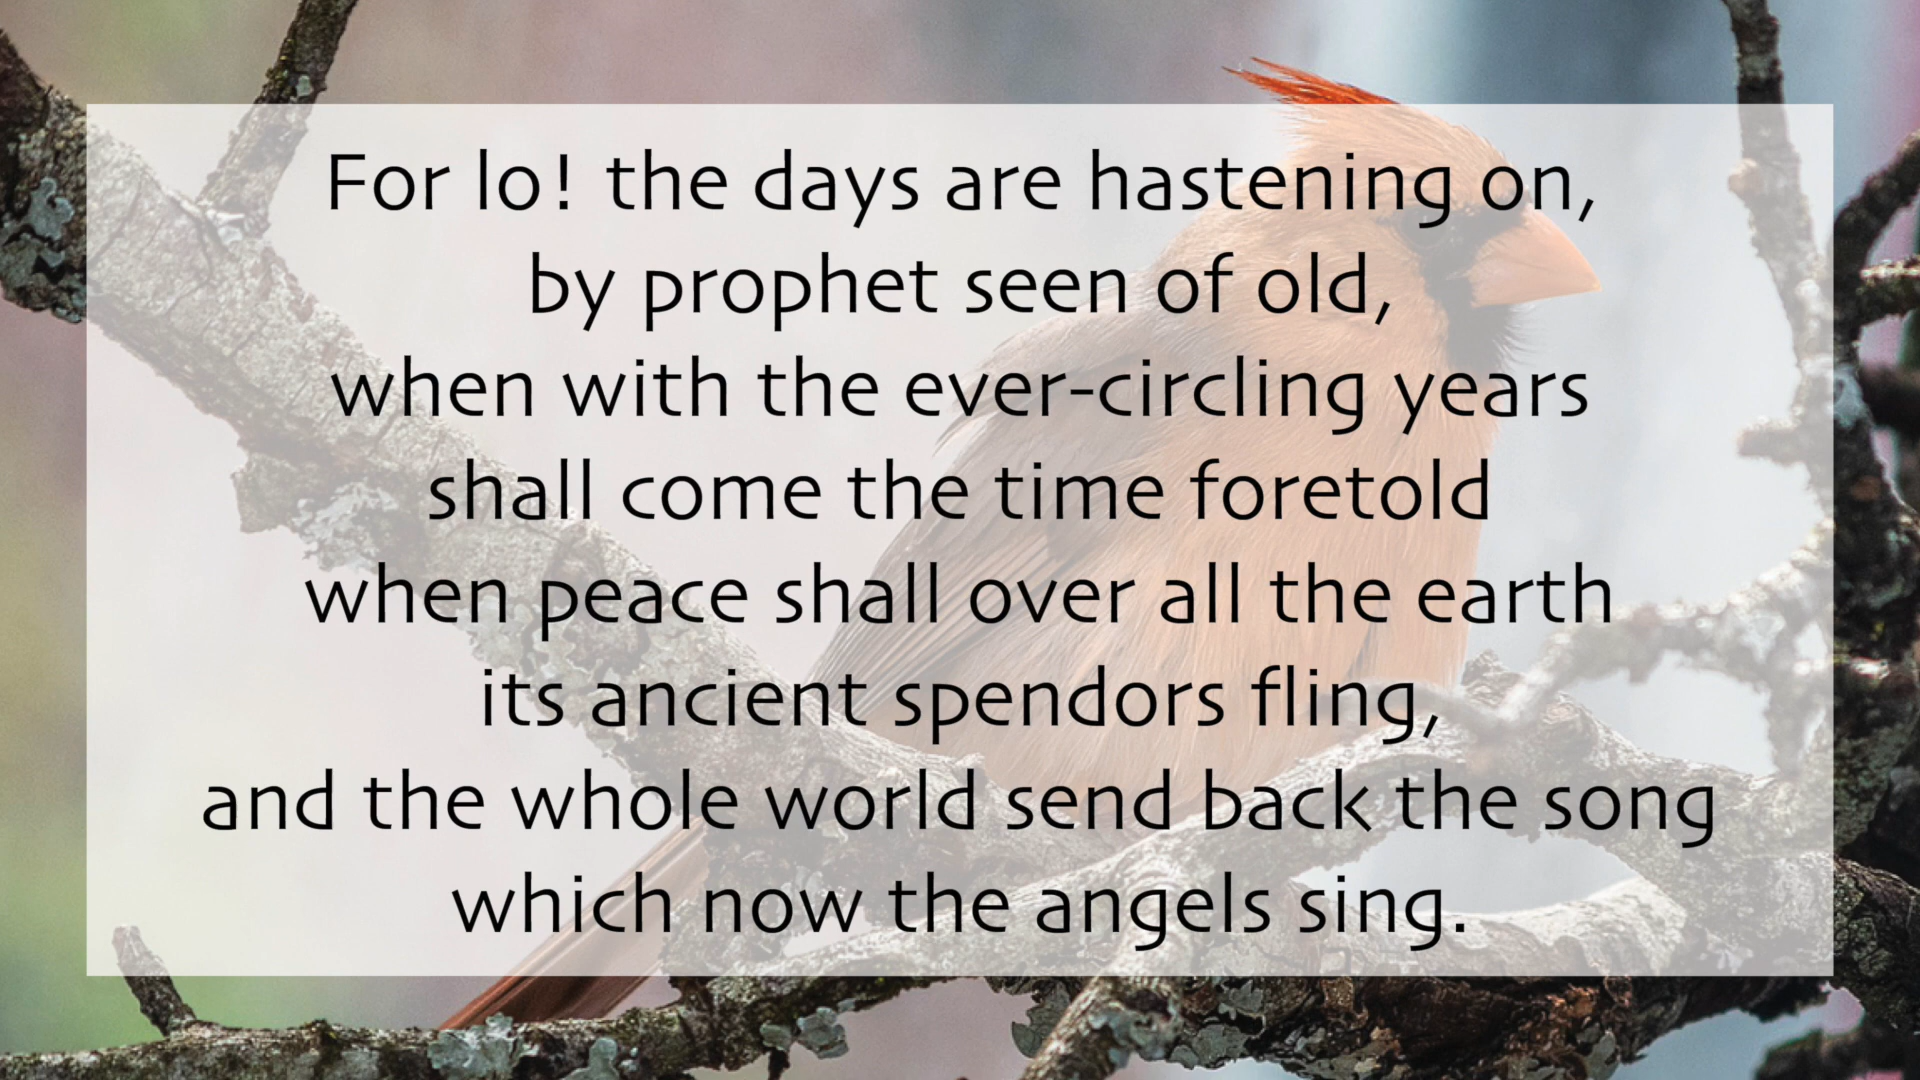 For lo! the days are hastening on,
by prophet seen of old,
when with the ever-circling years
shall come the time foretold
when peace shall over all the earth
its ancient spendors fling,
and the whole world send back the song
which now the angels sing.